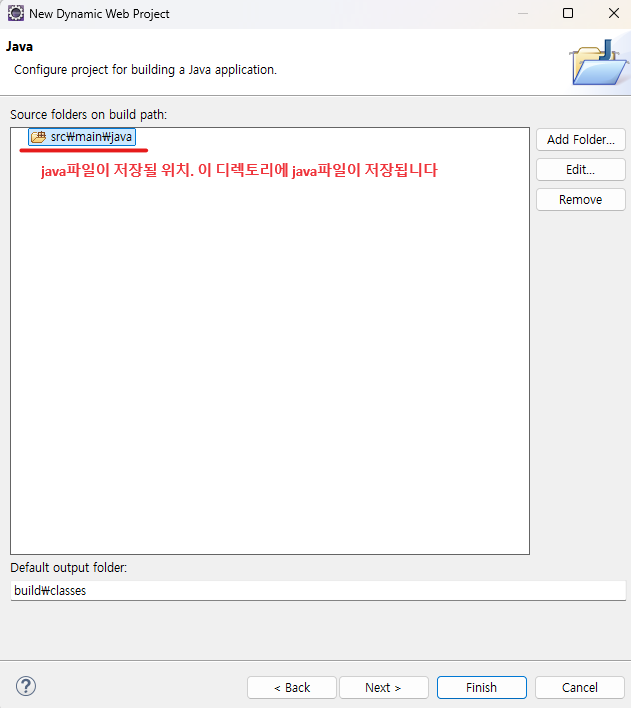 New Dynamic Web Project
Java
Configure project for building a Java application.
Source folders on build path:
src₩main₩java
Add Folder...
java파일이 저장될 위치. 이 디렉토리에 java파일이 저장됩니다
Edit...
Remove
Default output folder:
build₩classes
< Back
Next >
Finish
Cancel